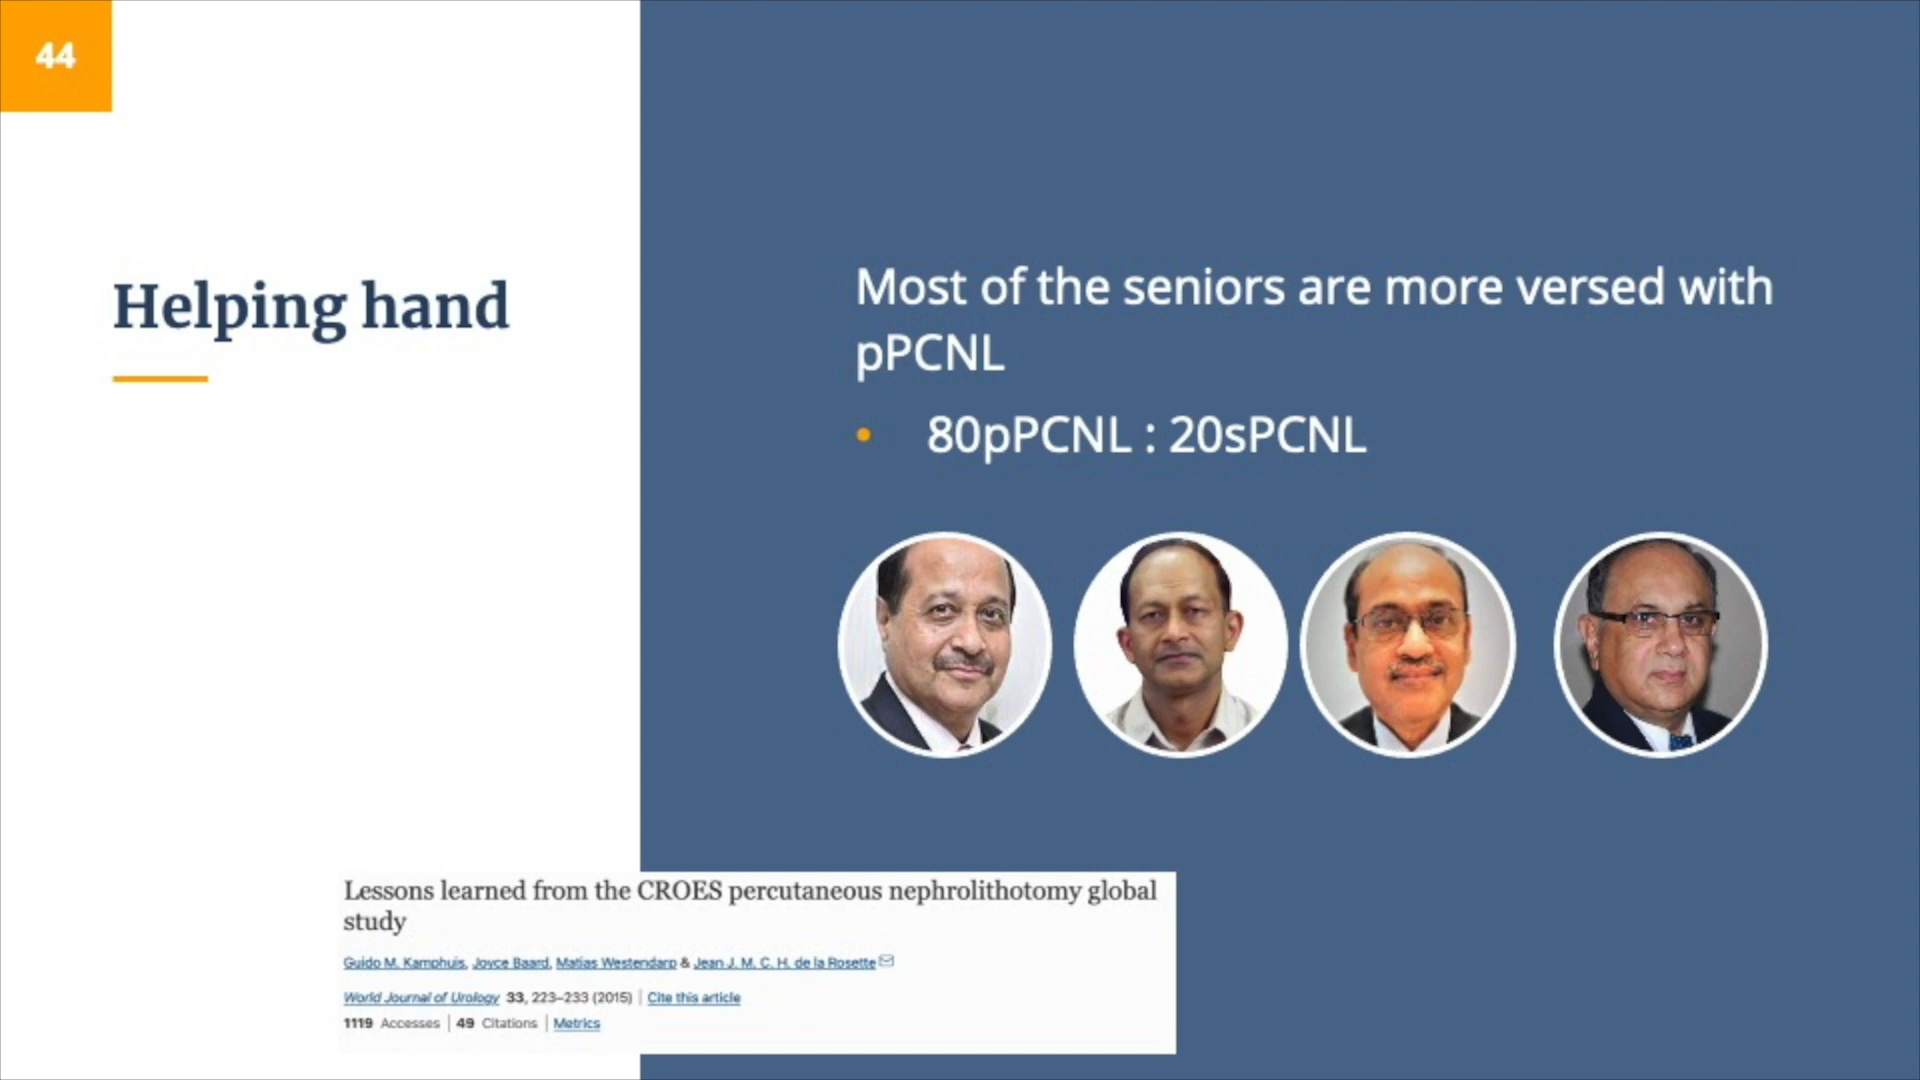 44
Helping hand
Most of the seniors are more versed with
pPCNL
• 80pPCNL : 20sPCNL
Lessons learned from the CROES percutaneous nephrolithotomy global
study
Guido M. Kamphuis, Joyce Baard, Matias Westendarp & Jean J. M. C. H. de la Rosette
World Journal of Urology 33, 223–233 (2015) | Cite this article
1119 Accesses | 49 Citations | Metrics